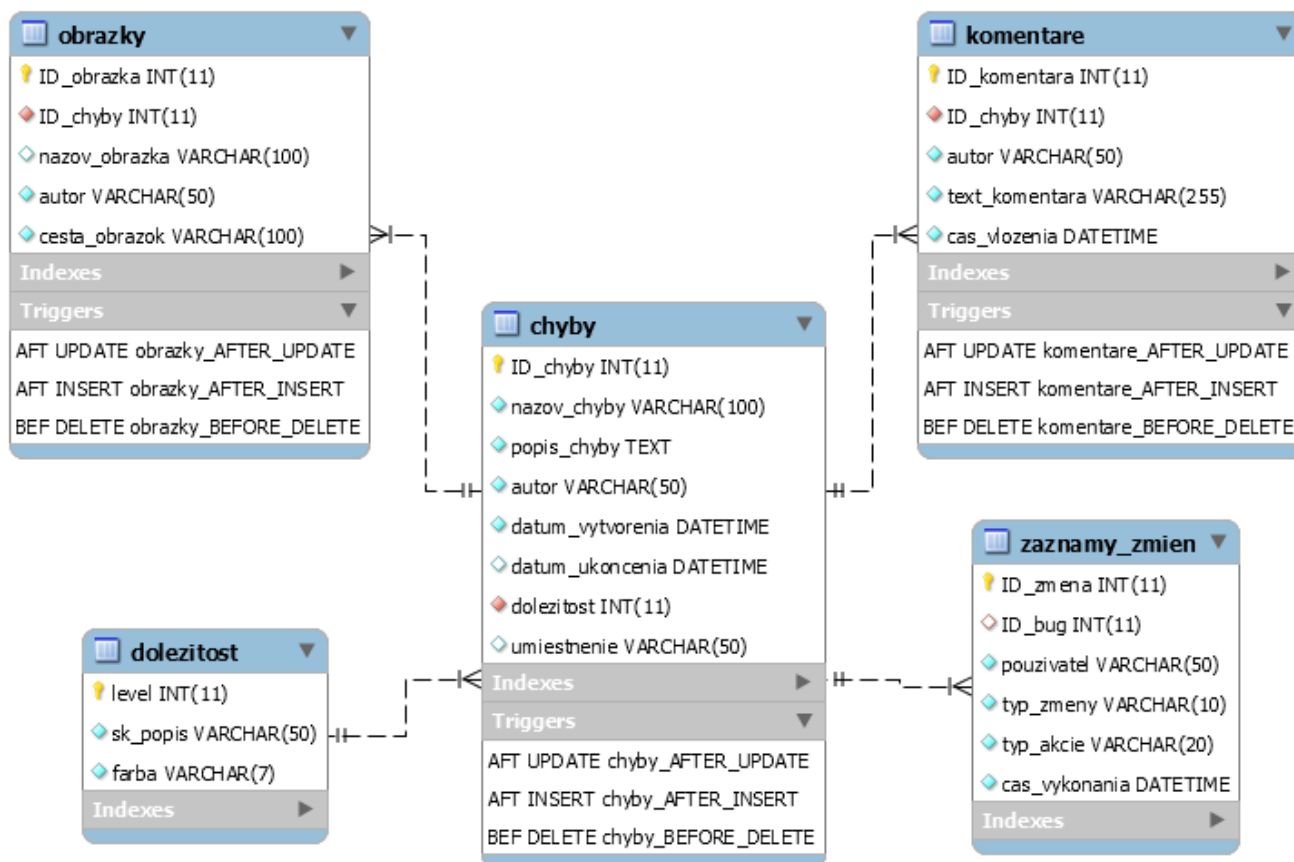 obrazky
ID_obrazka INT(11)
ID_chyby INT(11)
nazov_obrazka VARCHAR(100)
autor VARCHAR(50)
cesta_obrazok VARCHAR(100)
Indexes
Triggers
AFT UPDATE obrazky_AFTER_UPDATE
AFT INSERT obrazky_AFTER_INSERT
BEF DELETE obrazky_BEFORE_DELETE
komentare
ID_komentara INT(11)
ID_chyby INT(11)
autor VARCHAR(50)
text_komentara VARCHAR(255)
cas_vlozenia DATETIME
Indexes
Triggers
AFT UPDATE komentare_AFTER_UPDATE
AFT INSERT komentare_AFTER_INSERT
BEF DELETE komentare_BEFORE_DELETE
chyby
ID_chyby INT(11)
nazov_chyby VARCHAR(100)
popis_chyby TEXT
autor VARCHAR(50)
datum_vytvorenia DATETIME
datum_ukoncenia DATETIME
dolezitost INT(11)
umiestnenie VARCHAR(50)
Indexes
Triggers
AFT UPDATE chyby_AFTER_UPDATE
AFT INSERT chyby_AFTER_INSERT
BEF DELETE chyby_BEFORE_DELETE
zaznamy_zmien
ID_zmena INT(11)
ID_bug INT(11)
pouzivatel VARCHAR(50)
typ_zmeny VARCHAR(10)
typ_akcie VARCHAR(20)
cas_vykonania DATETIME
Indexes
dolezitost
level INT(11)
sk_popis VARCHAR(50)
farba VARCHAR(7)
Indexes